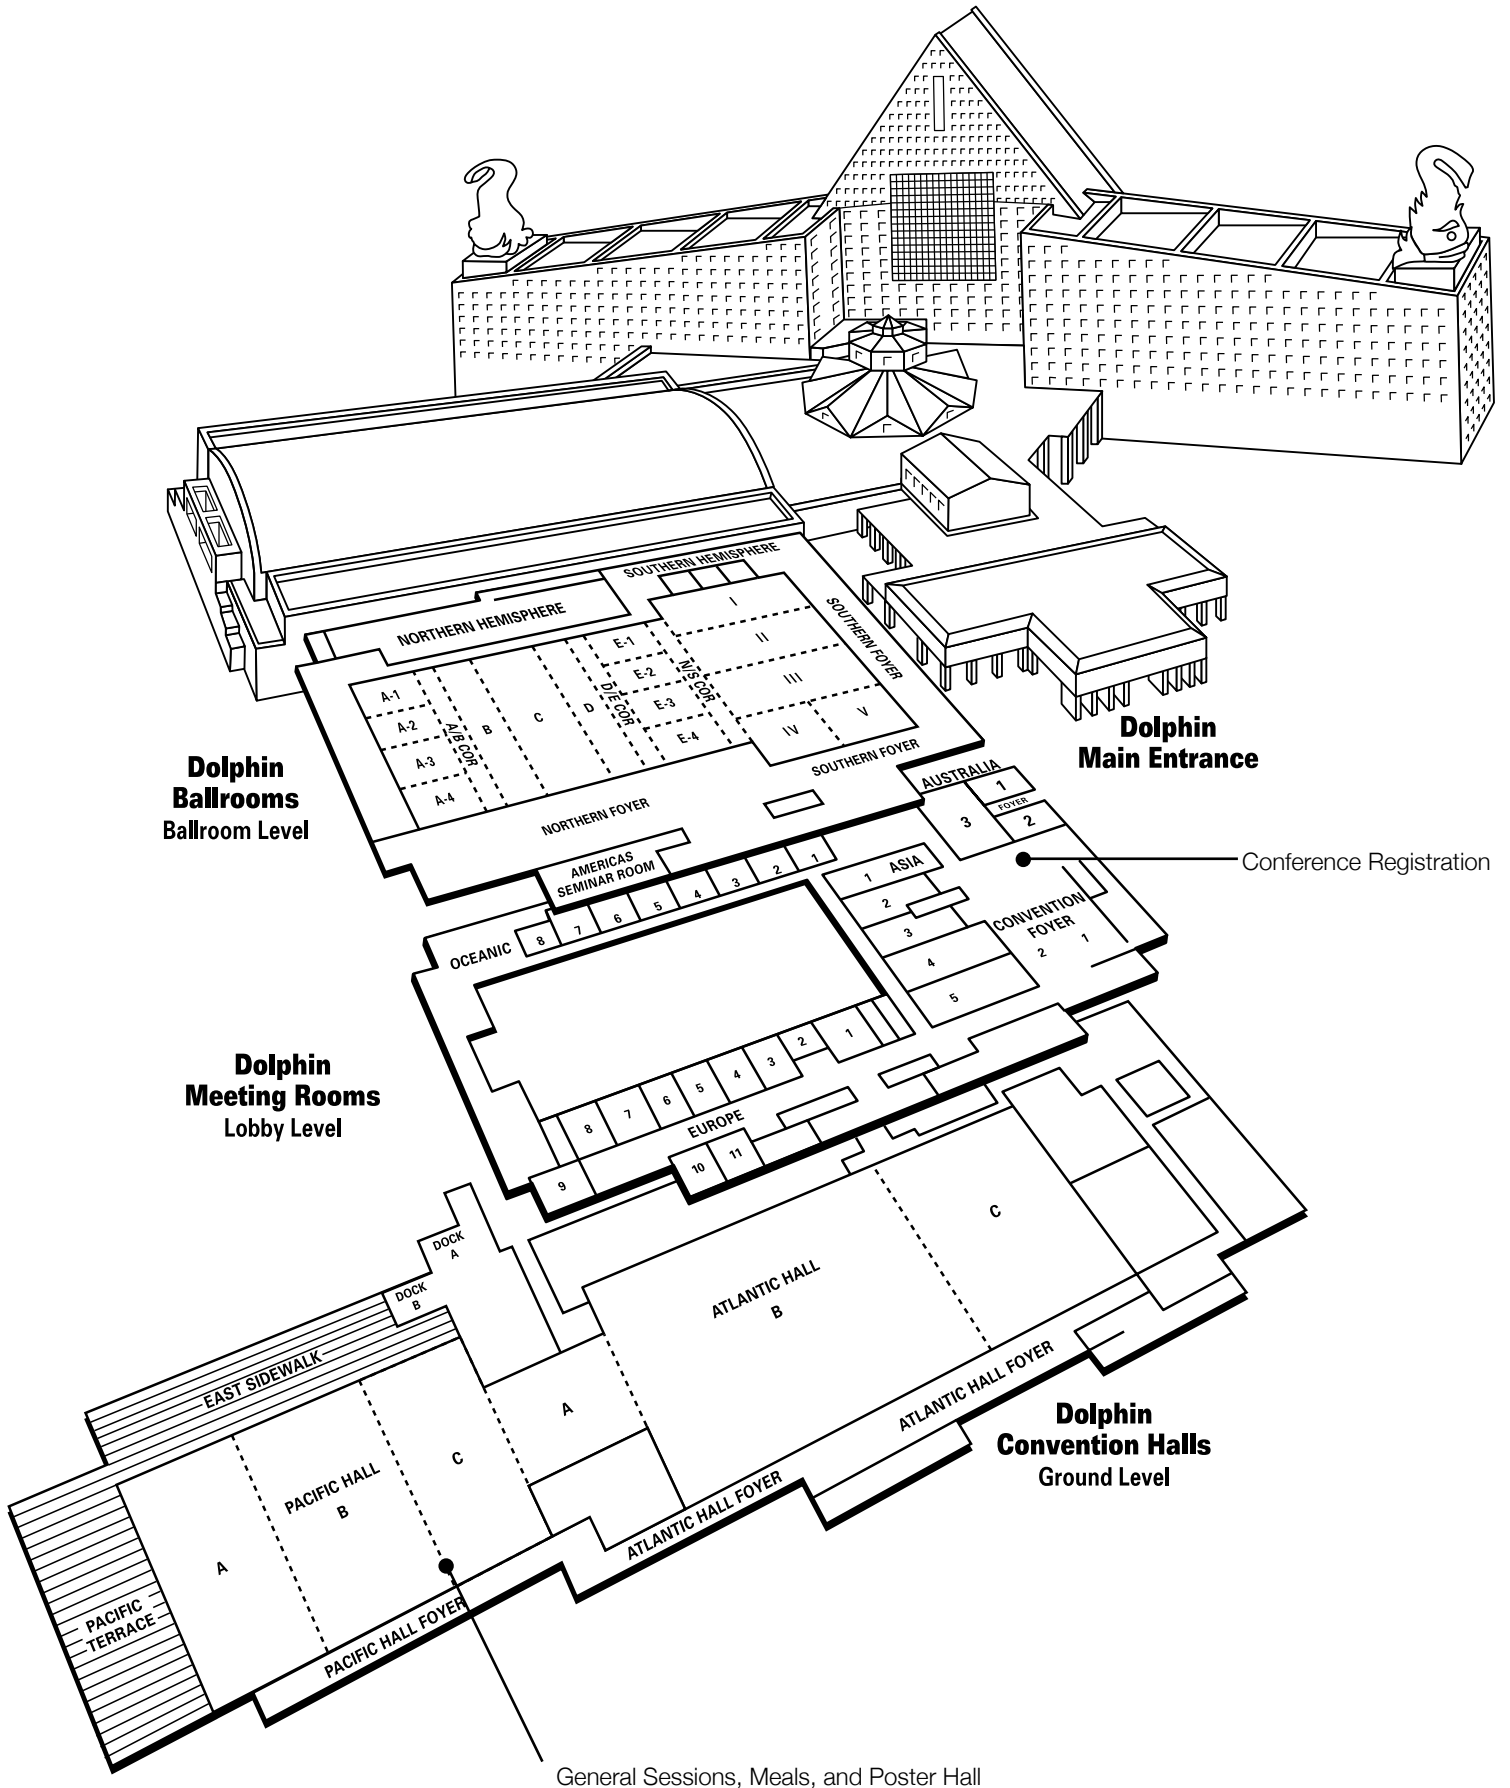 SOUTHERN HEMISPHERE
NORTHERN HEMISPHERE
SOUTHERN FOYER
I
II
III
IV
V
E-1
E-2
E-3
E-4
N/S COR
D/E COR
D
C
B
A/B COR
A-1
A-2
A-3
A-4
SOUTHERN FOYER
NORTHERN FOYER
Dolphin
Ballrooms
Ballroom Level
Dolphin
Main Entrance
AMERICAS
SEMINAR ROOM
AUSTRALIA
1
FOYER
2
3
Conference Registration
OCEANIC
8
7
6
5
4
3
2
1
1 ASIA
2
3
4
5
CONVENTION
FOYER
2
1
Dolphin
Meeting Rooms
Lobby Level
1
2
3
4
5
6
7
8
EUROPE
9
10
11
DOCK
A
DOCK
B
EAST SIDEWALK
ATLANTIC HALL
B
C
A
ATLANTIC HALL FOYER
ATLANTIC HALL FOYER
Dolphin
Convention Halls
Ground Level
PACIFIC HALL
B
C
A
PACIFIC
TERRACE
PACIFIC HALL FOYER
General Sessions, Meals, and Poster Hall